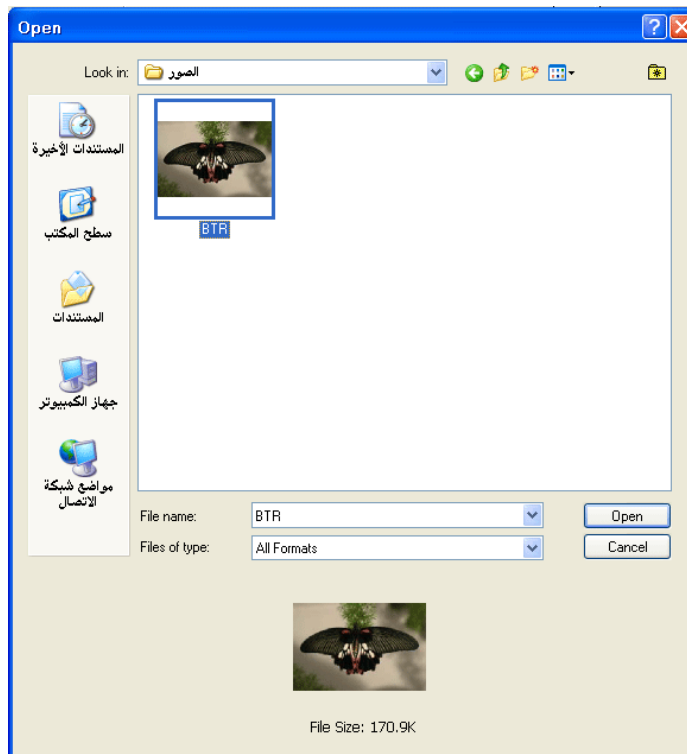 Open
Look in: الصور
المستندات الأخيرة
BTR
سطح المكتب
المستندات
جهاز الكمبيوتر
مواضع شبكة
الاتصال
File name: BTR Open
Files of type: All Formats Cancel
File Size: 170.9K